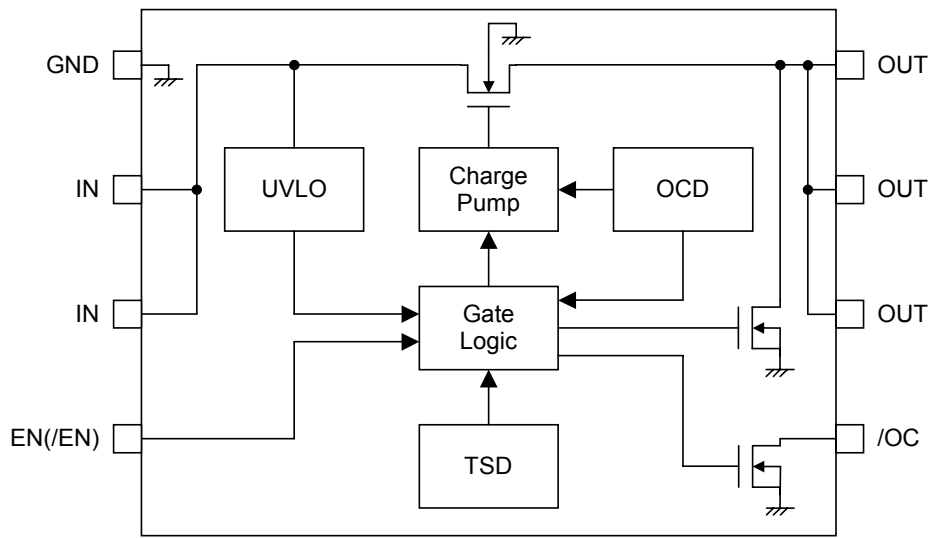 GND
OUT
IN
UVLO
Charge
Pump
OCD
OUT
IN
Gate
Logic
OUT
EN(/EN)
TSD
/OC